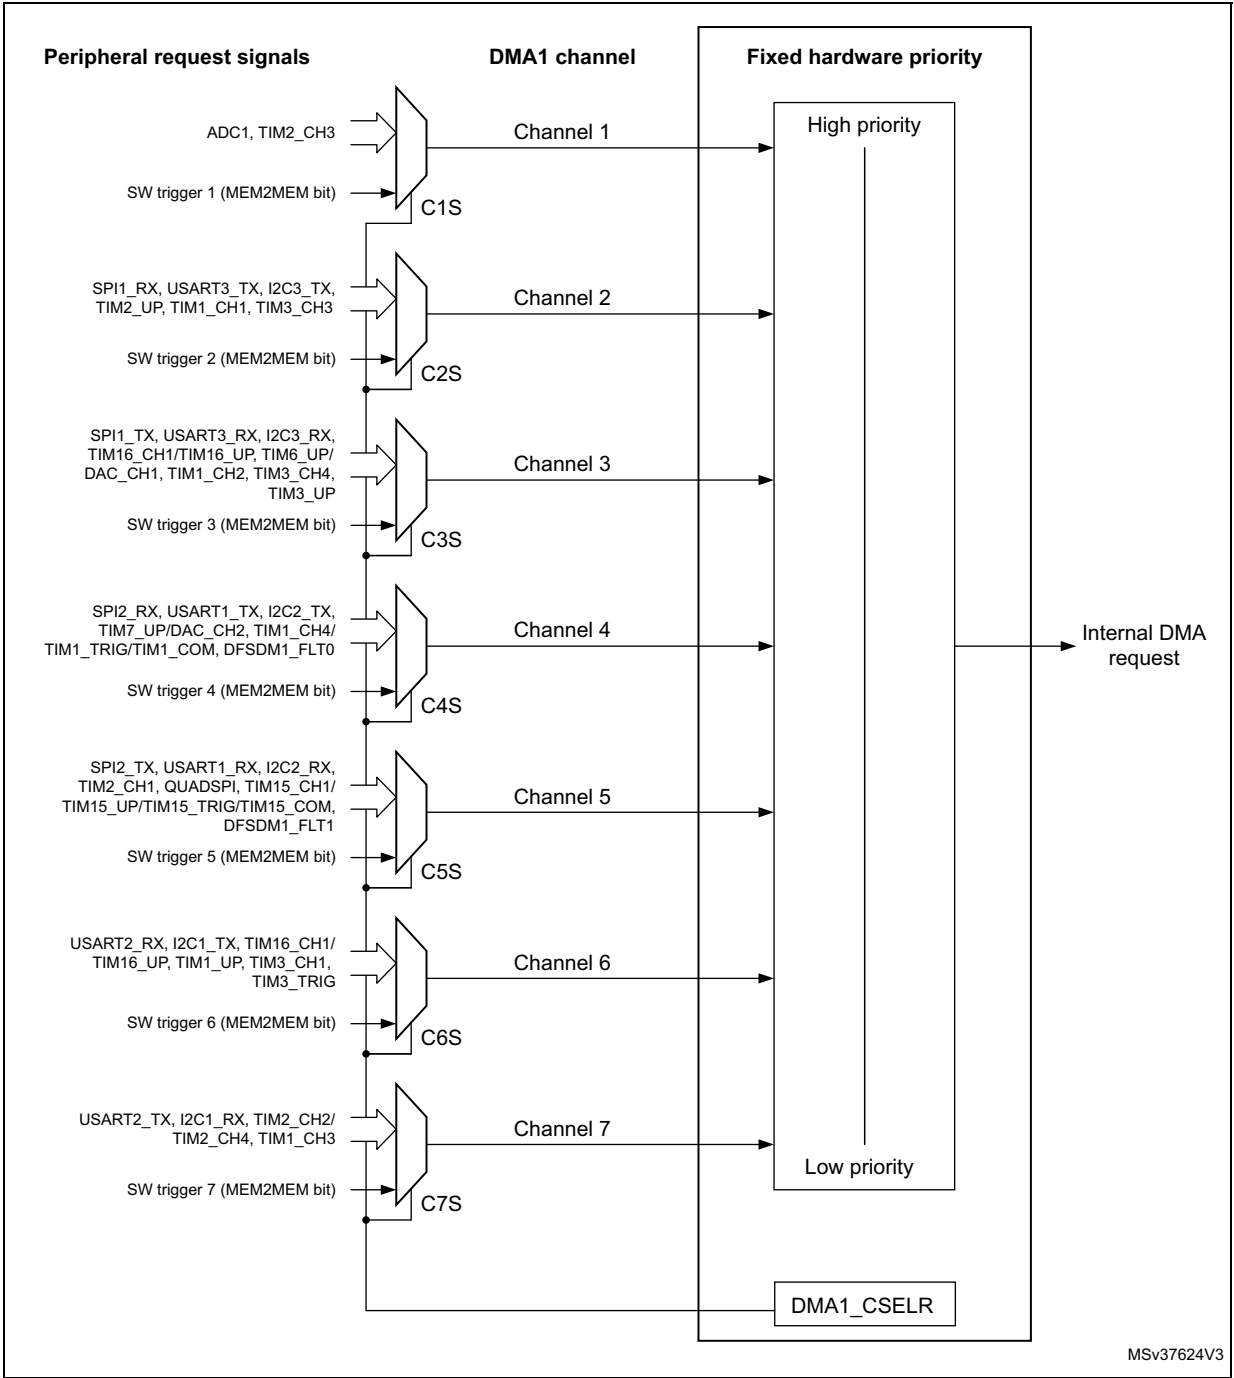 Peripheral request signals
DMA1 channel
Fixed hardware priority
ADC1, TIM2_CH3
Channel 1
High priority
SW trigger 1 (MEM2MEM bit)
C1S
SPI1_RX, USART3_TX, I2C3_TX,
TIM2_UP, TIM1_CH1, TIM3_CH3
Channel 2
SW trigger 2 (MEM2MEM bit)
C2S
SPI1_TX, USART3_RX, I2C3_RX,
TIM16_CH1/TIM16_UP, TIM6_UP/
DAC_CH1, TIM1_CH2, TIM3_CH4,
TIM3_UP
Channel 3
SW trigger 3 (MEM2MEM bit)
C3S
SPI2_RX, USART1_TX, I2C2_TX,
TIM7_UP/DAC_CH2, TIM1_CH4/
TIM1_TRIG/TIM1_COM, DFSDM1_FLT0
Channel 4
Internal DMA
request
SW trigger 4 (MEM2MEM bit)
C4S
SPI2_TX, USART1_RX, I2C2_RX,
TIM2_CH1, QUADSPI, TIM15_CH1/
TIM15_UP/TIM15_TRIG/TIM15_COM,
DFSDM1_FLT1
Channel 5
SW trigger 5 (MEM2MEM bit)
C5S
USART2_RX, I2C1_TX, TIM16_CH1/
TIM16_UP, TIM1_UP, TIM3_CH1,
TIM3_TRIG
Channel 6
SW trigger 6 (MEM2MEM bit)
C6S
USART2_TX, I2C1_RX, TIM2_CH2/
TIM2_CH4, TIM1_CH3
Channel 7
Low priority
SW trigger 7 (MEM2MEM bit)
C7S
DMA1_CSELR
MSv37624V3